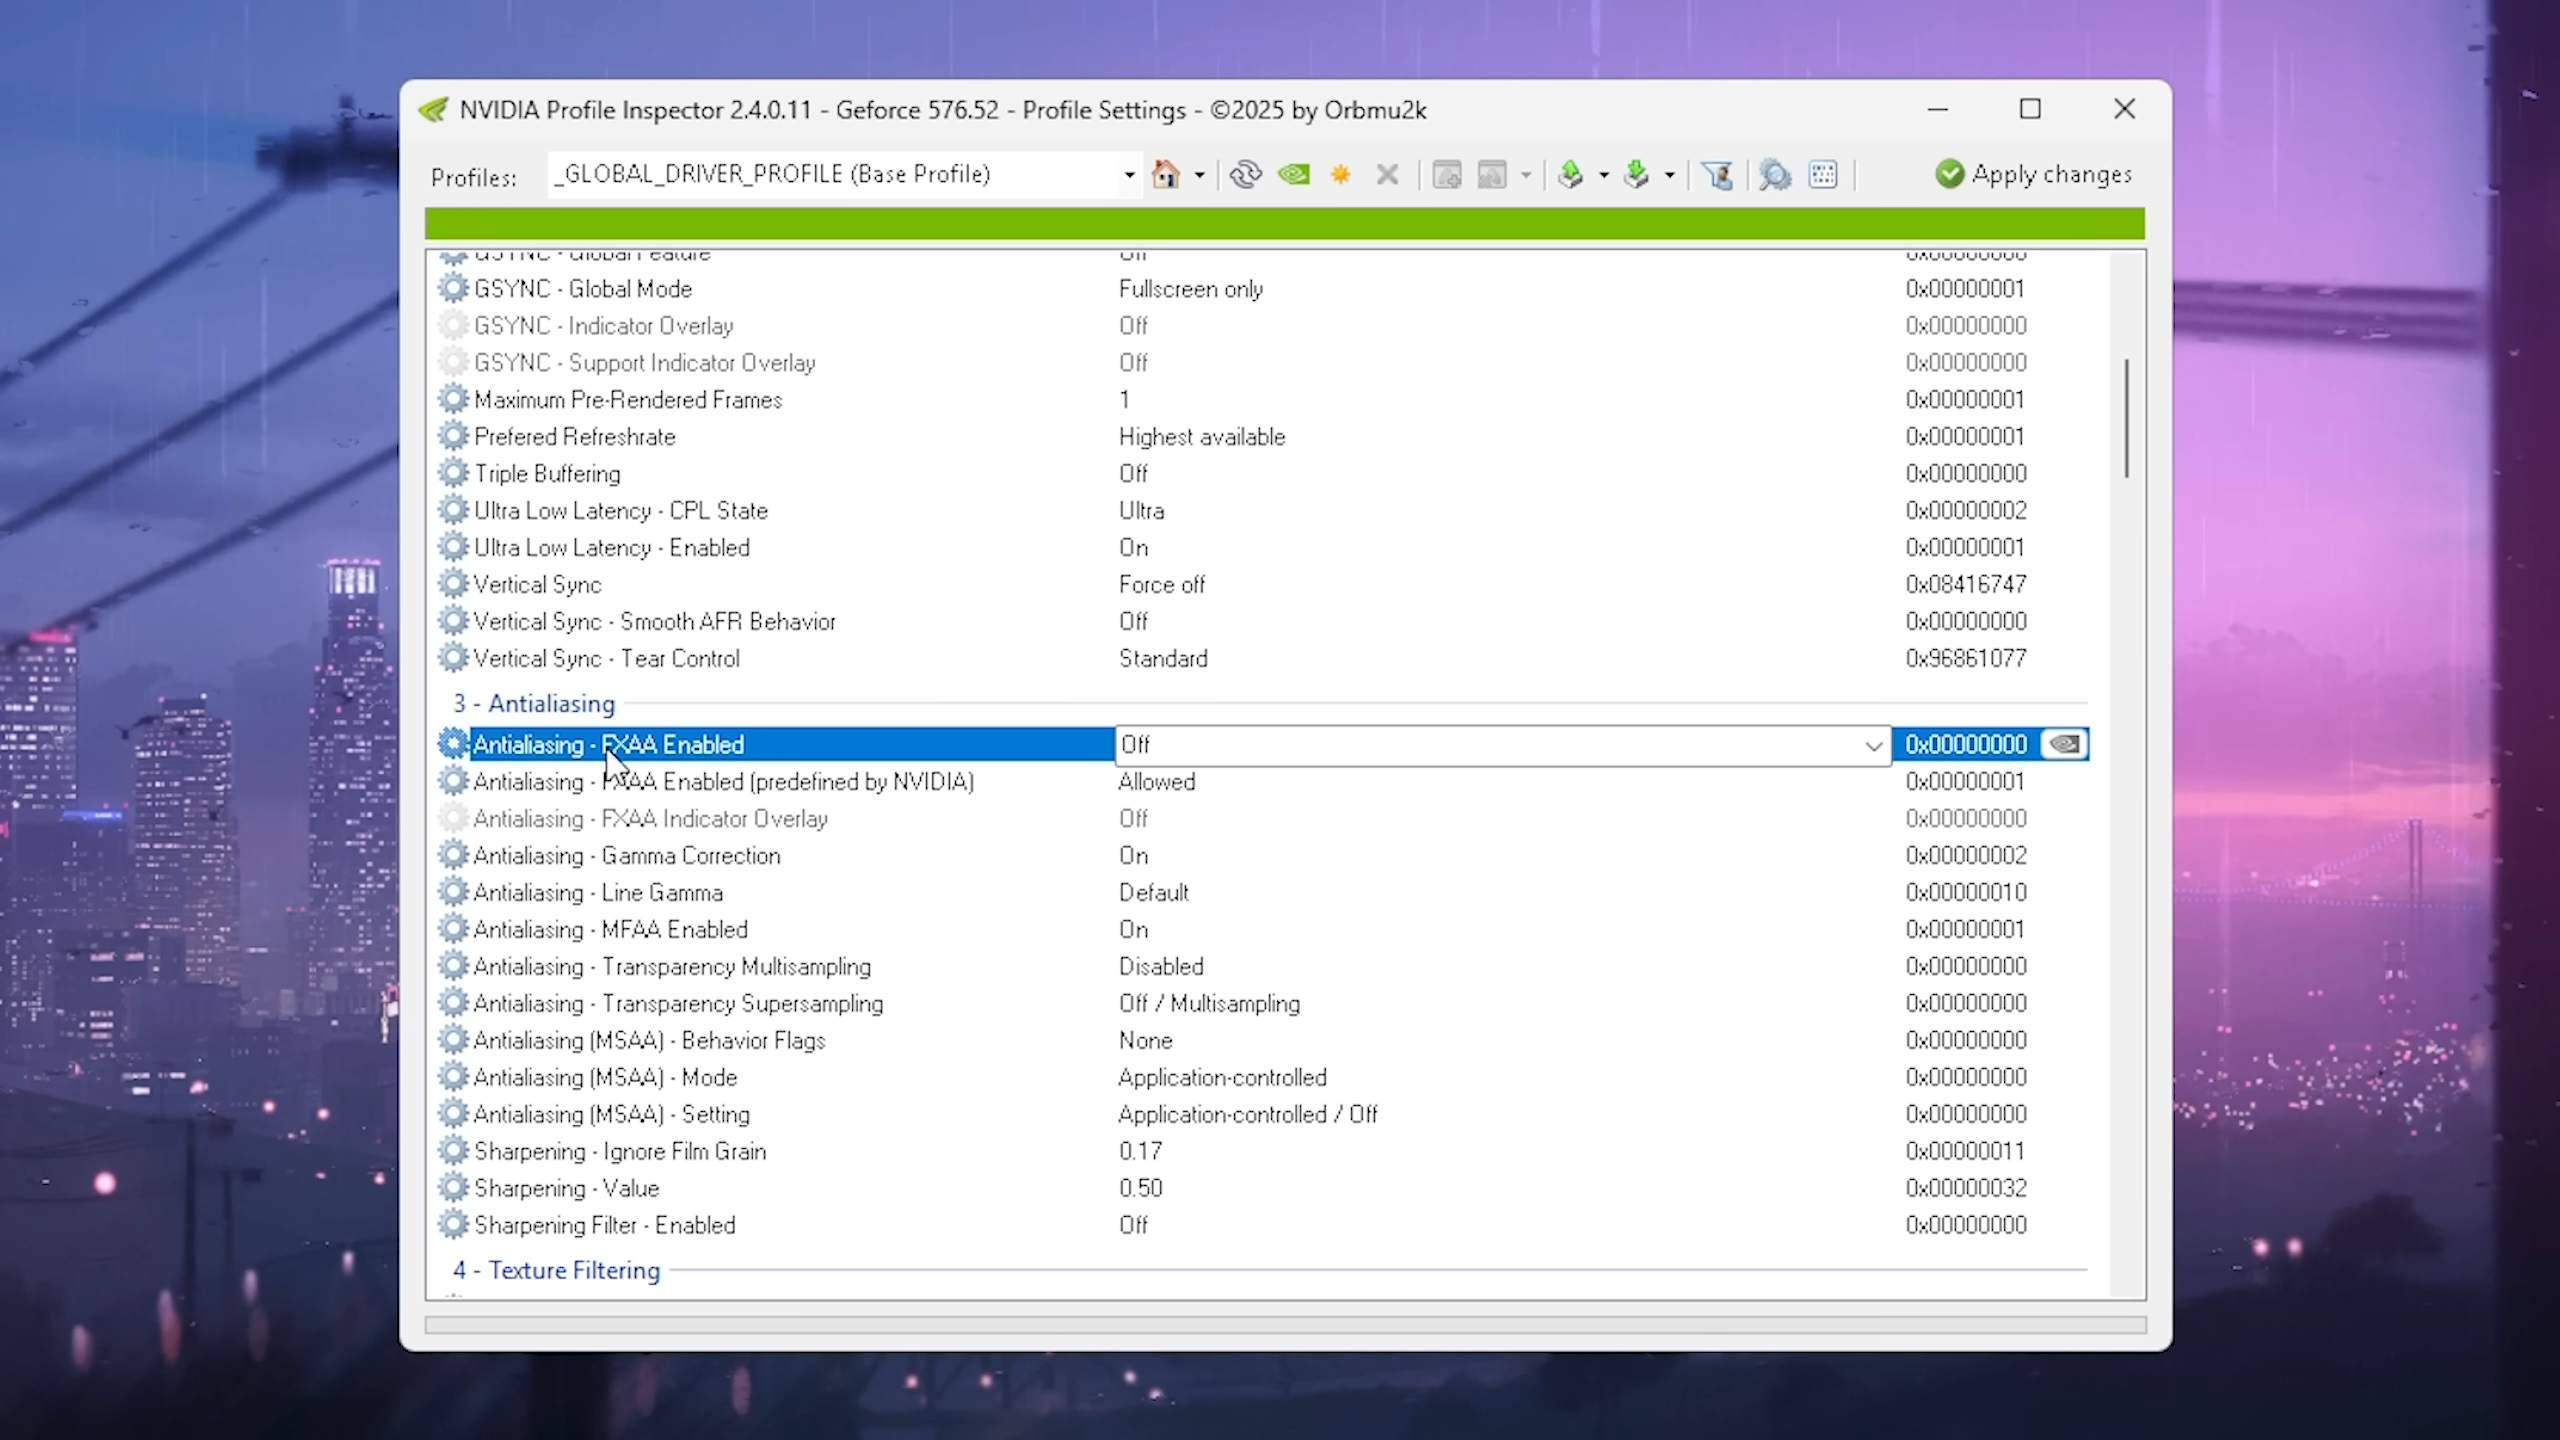 NVIDIA Profile Inspector 2.4.0.11 - Geforce 576.52 - Profile Settings - ©2025 by Orbmu2k
Profiles: _GLOBAL_DRIVER_PROFILE (Base Profile) Apply changes
GSYNC - Global Feature Off 0x00000000
GSYNC - Global Mode Fullscreen only 0x00000001
GSYNC - Indicator Overlay Off 0x00000000
GSYNC - Support Indicator Overlay Off 0x00000000
Maximum Pre-Rendered Frames 1 0x00000001
Prefered Refreshrate Highest available 0x00000001
Triple Buffering Off 0x00000000
Ultra Low Latency - CPL State Ultra 0x00000002
Ultra Low Latency - Enabled On 0x00000001
Vertical Sync Force off 0x08416747
Vertical Sync - Smooth AFR Behavior Off 0x00000000
Vertical Sync - Tear Control Standard 0x96861077
3 - Antialiasing
Antialiasing - FXAA Enabled Off 0x00000000
Antialiasing - FXAA Enabled (predefined by NVIDIA) Allowed 0x00000001
Antialiasing - FXAA Indicator Overlay Off 0x00000000
Antialiasing - Gamma Correction On 0x00000002
Antialiasing - Line Gamma Default 0x00000010
Antialiasing - MFAA Enabled On 0x00000001
Antialiasing - Transparency Multisampling Disabled 0x00000000
Antialiasing - Transparency Supersampling Off / Multisampling 0x00000000
Antialiasing (MSAA) - Behavior Flags None 0x00000000
Antialiasing (MSAA) - Mode Application-controlled 0x00000000
Antialiasing (MSAA) - Setting Application-controlled / Off 0x00000000
Sharpening - Ignore Film Grain 0.17 0x00000011
Sharpening - Value 0.50 0x00000032
Sharpening Filter - Enabled Off 0x00000000
4 - Texture Filtering